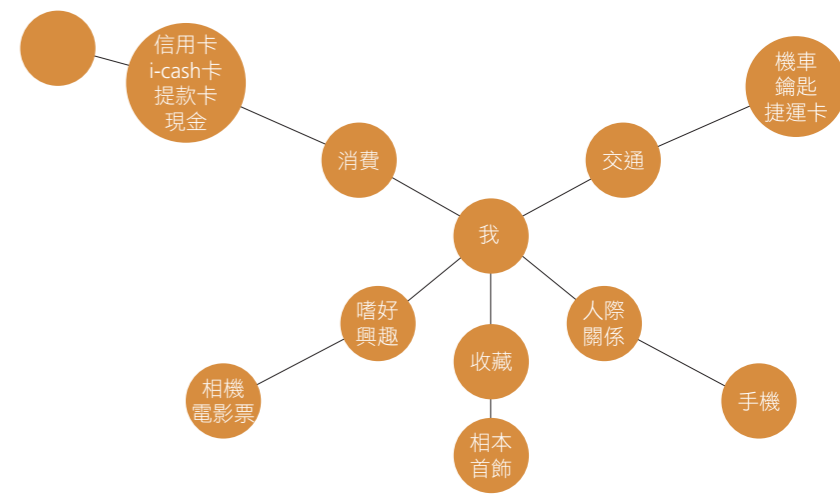 信用卡
i-cash卡
提款卡
現金
機車
鑰匙
捷運卡
消費
交通
我
嗜好
興趣
人際
關係
收藏
相機
電影票
手機
相本
首飾